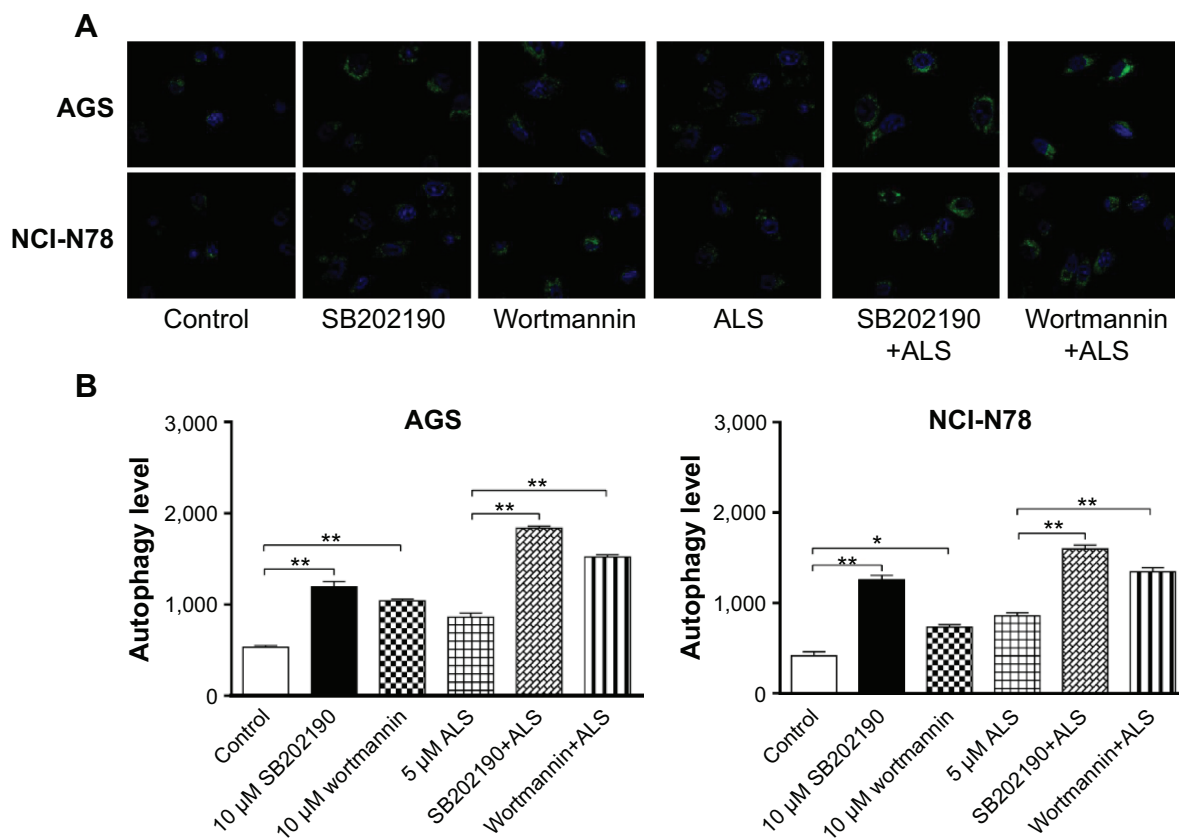 A
AGS
NCI-N78
Control
SB202190
Wortmannin
ALS
SB202190
+ALS
Wortmannin
+ALS
B
AGS
Autophagy level
3,000
2,000
1,000
0
**
**
**
**
Control
10 µM SB202190
10 µM wortmannin
5 µM ALS
SB202190+ALS
Wortmannin+ALS
NCI-N78
Autophagy level
3,000
2,000
1,000
0
*
**
**
**
Control
10 µM SB202190
10 µM wortmannin
5 µM ALS
SB202190+ALS
Wortmannin+ALS